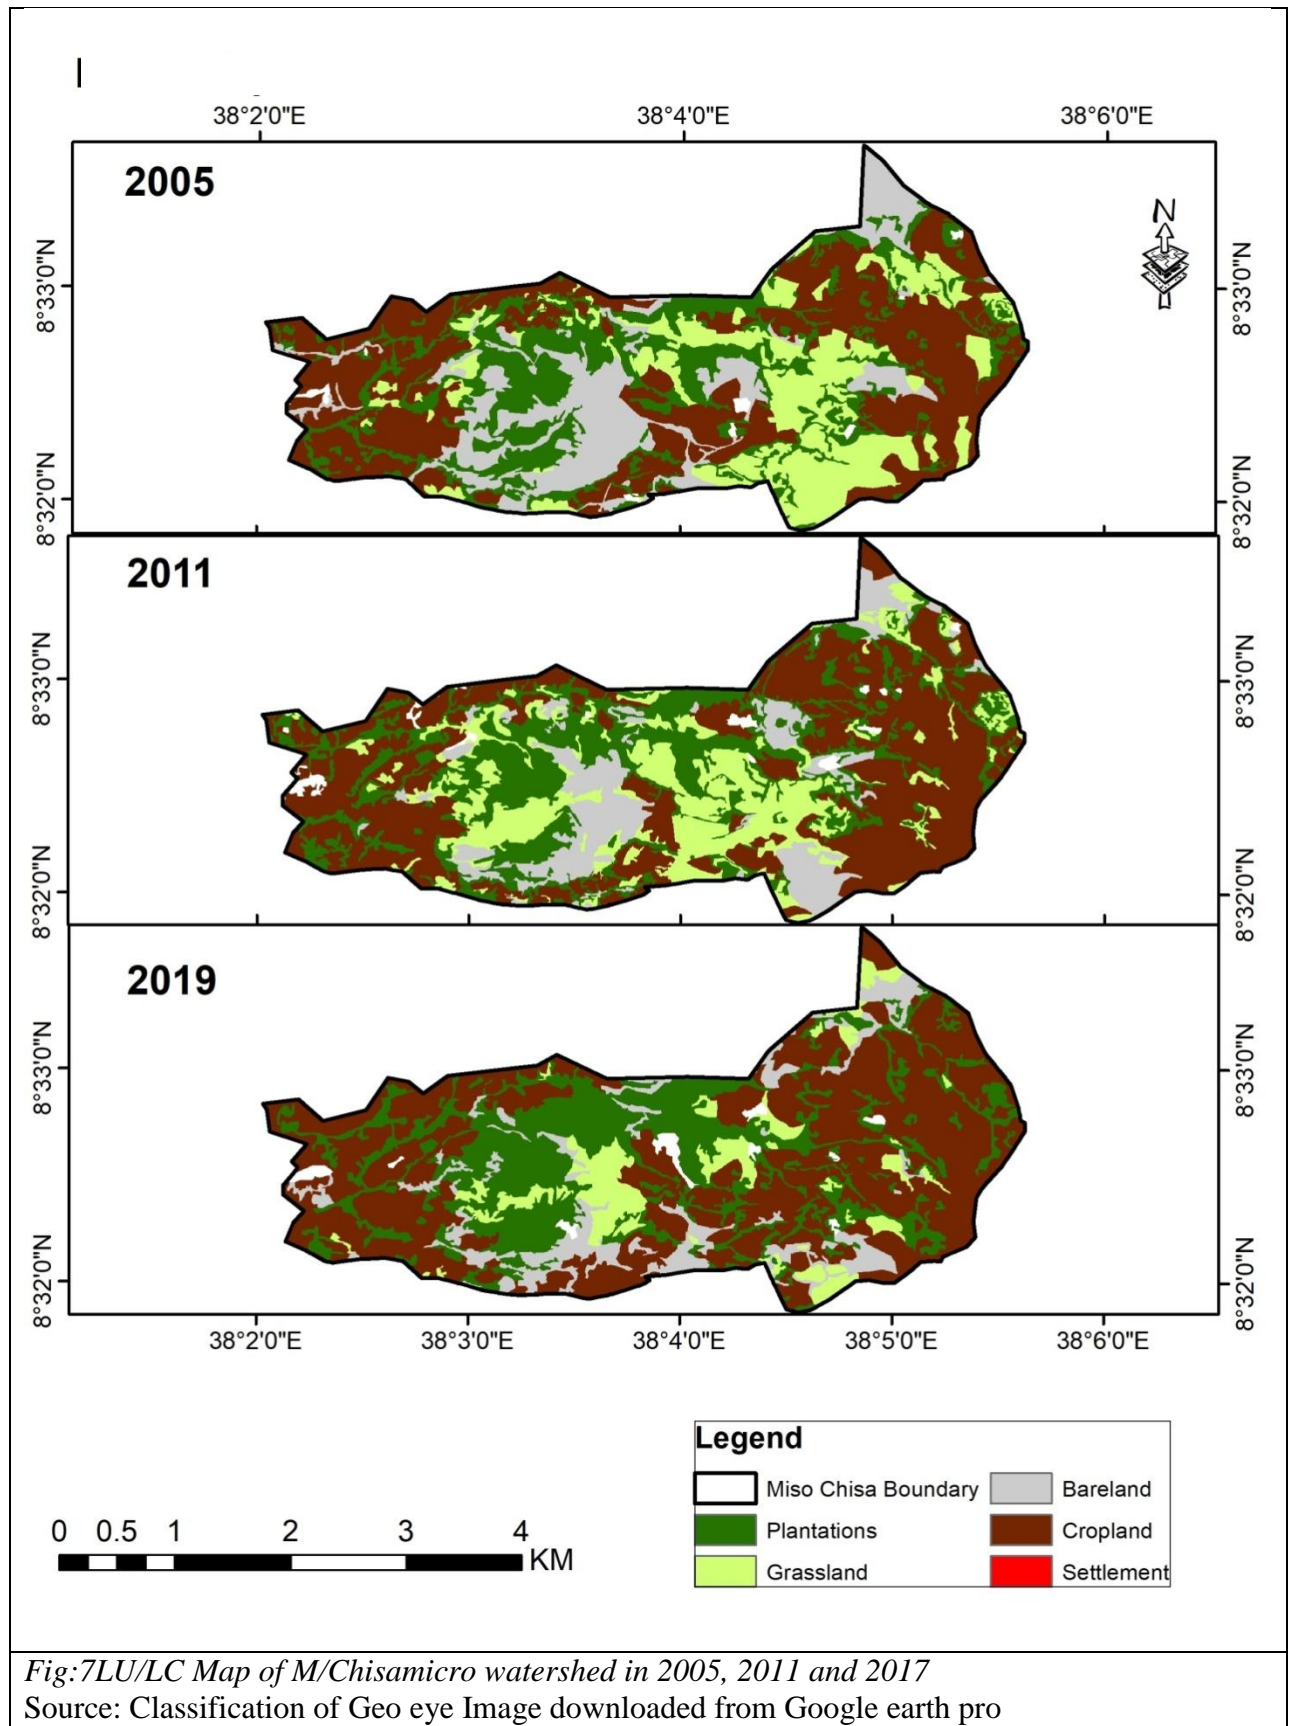 38°2'0"E 38°4'0"E 38°6'0"E
2005
N
8°33'0"N 8°33'0"N
8°32'0"N 8°32'0"N
2011
8°33'0"N 8°33'0"N
8°32'0"N 8°32'0"N
2019
8°33'0"N 8°33'0"N
8°32'0"N 8°32'0"N
38°2'0"E 38°3'0"E 38°4'0"E 38°5'0"E 38°6'0"E
Legend
Miso Chisa Boundary Bareland
Plantations Cropland
Grassland Settlement
0 0.5 1 2 3 4
KM
Fig:7LU/LC Map of M/Chisamicro watershed in 2005, 2011 and 2017
Source: Classification of Geo eye Image downloaded from Google earth pro